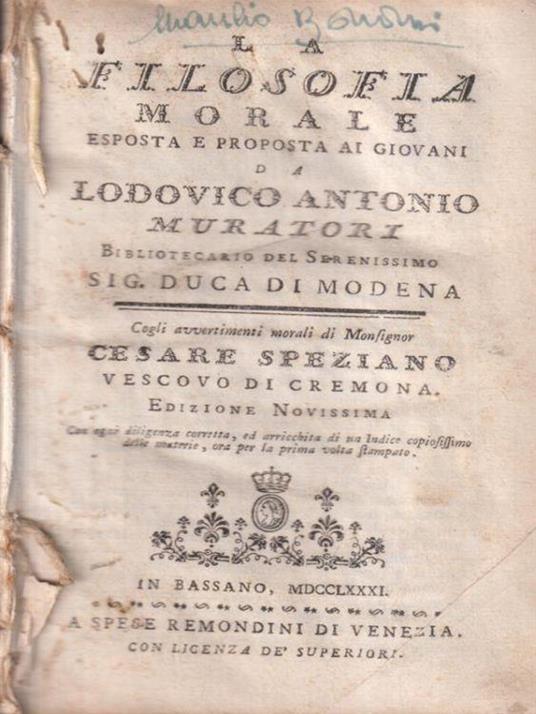 Manlio Bonomi
LA
FILOSOFIA
MORALE
ESPOSTA E PROPOSTA AI GIOVANI
DA
LODOVICO ANTONIO
MURATORI
BIBLIOTECARIO DEL SERENISSIMO
SIG. DUCA DI MODENA
Cogli avvertimenti morali di Monſignor
CESARE SPEZIANO
VESCOVO DI CREMONA.
EDIZIONE NOVISSIMA
Con ogni diligenza corretta, ed arricchita di un Indice copioſiſſimo
delle materie, ora per la prima volta ſtampato.
IN BASSANO, MDCCLXXXI.
A SPESE REMONDINI DI VENEZIA.
CON LICENZA DE' SUPERIORI.